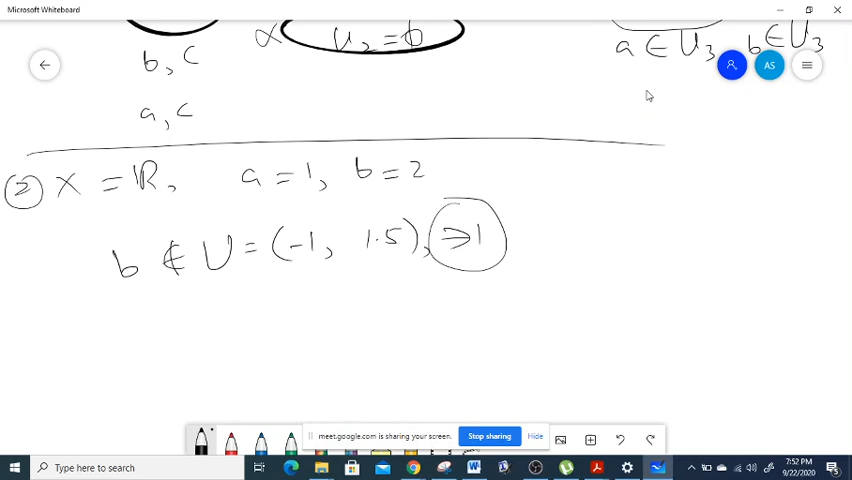 Microsoft Whiteboard
b, c
α u₂ = b
a ∈ U₃ b ∈ U₃
AS
a, c
② X = ℝ, a = 1, b = 2
b ∉ U = (-1, 1.5), ∋ 1
meet.google.com is sharing your screen. Stop sharing Hide
Type here to search
7:52 PM
9/22/2020